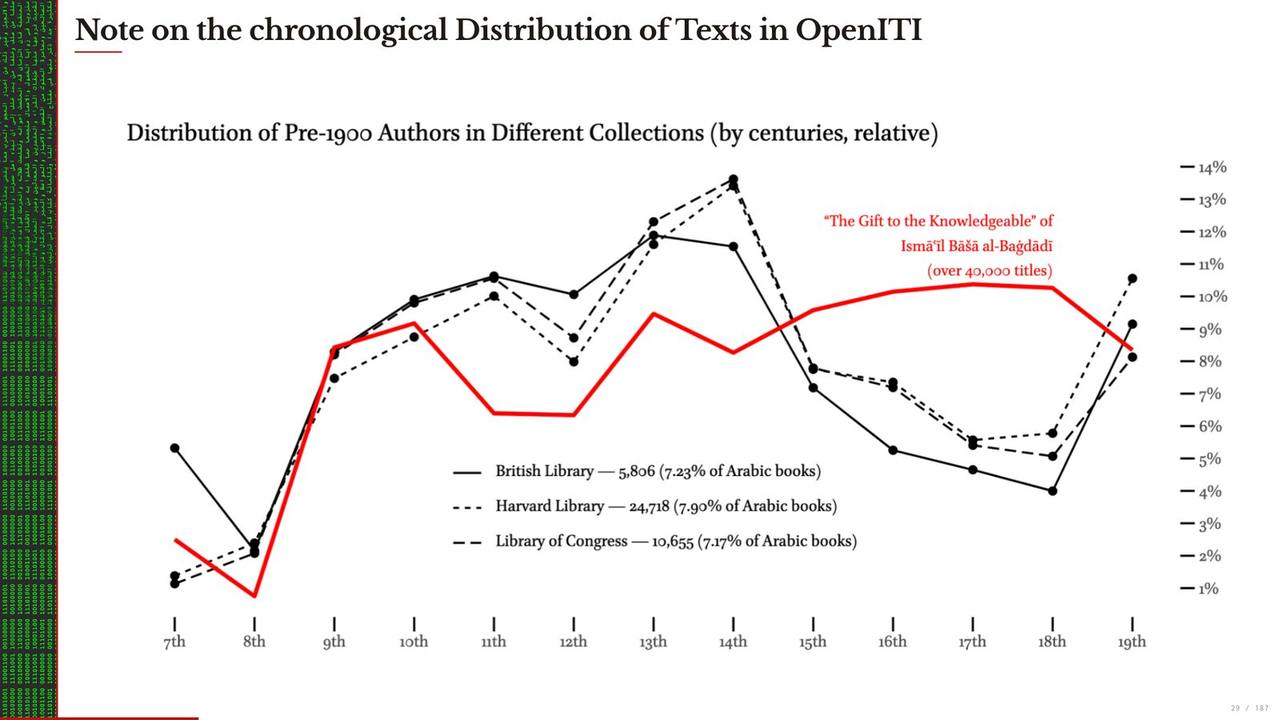 Note on the chronological Distribution of Texts in OpenITI
Distribution of Pre-1900 Authors in Different Collections (by centuries, relative)
14%
13%
12%
11%
10%
9%
8%
7%
6%
5%
4%
3%
2%
1%
“The Gift to the Knowledgeable” of
Ismāʿīl Bāšā al-Baġdādī
(over 40,000 titles)
British Library — 5,806 (7.23% of Arabic books)
Harvard Library — 24,718 (7.90% of Arabic books)
Library of Congress — 10,655 (7.17% of Arabic books)
7th 8th 9th 10th 11th 12th 13th 14th 15th 16th 17th 18th 19th
29 / 187